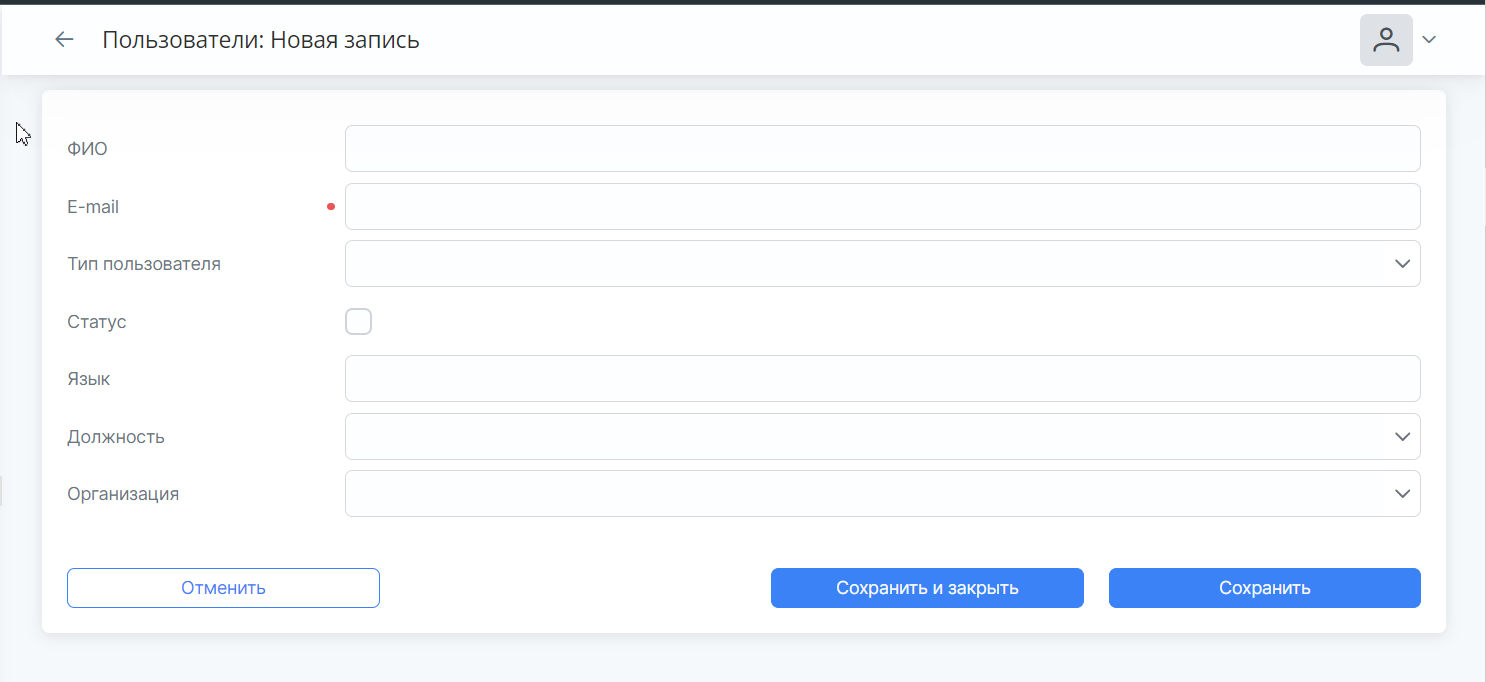 Пользователи: Новая запись
ФИО
E-mail
Тип пользователя
Статус
Язык
Должность
Организация
Отменить
Сохранить и закрыть
Сохранить